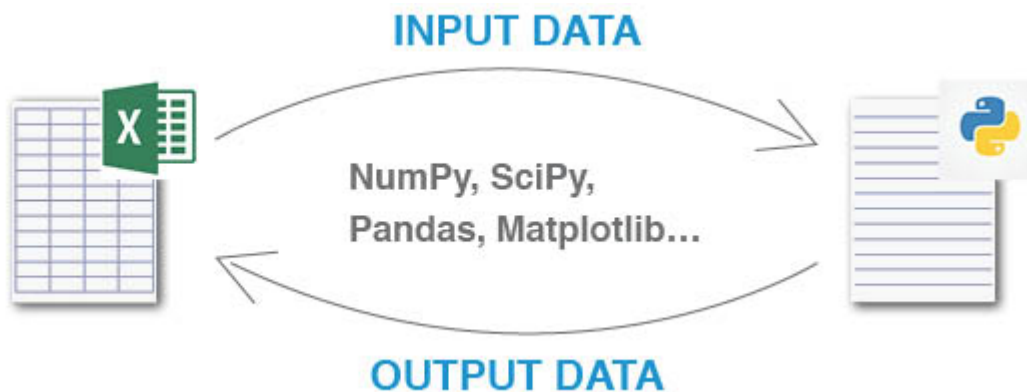 INPUT DATA
X
NumPy, SciPy,
Pandas, Matplotlib...
OUTPUT DATA